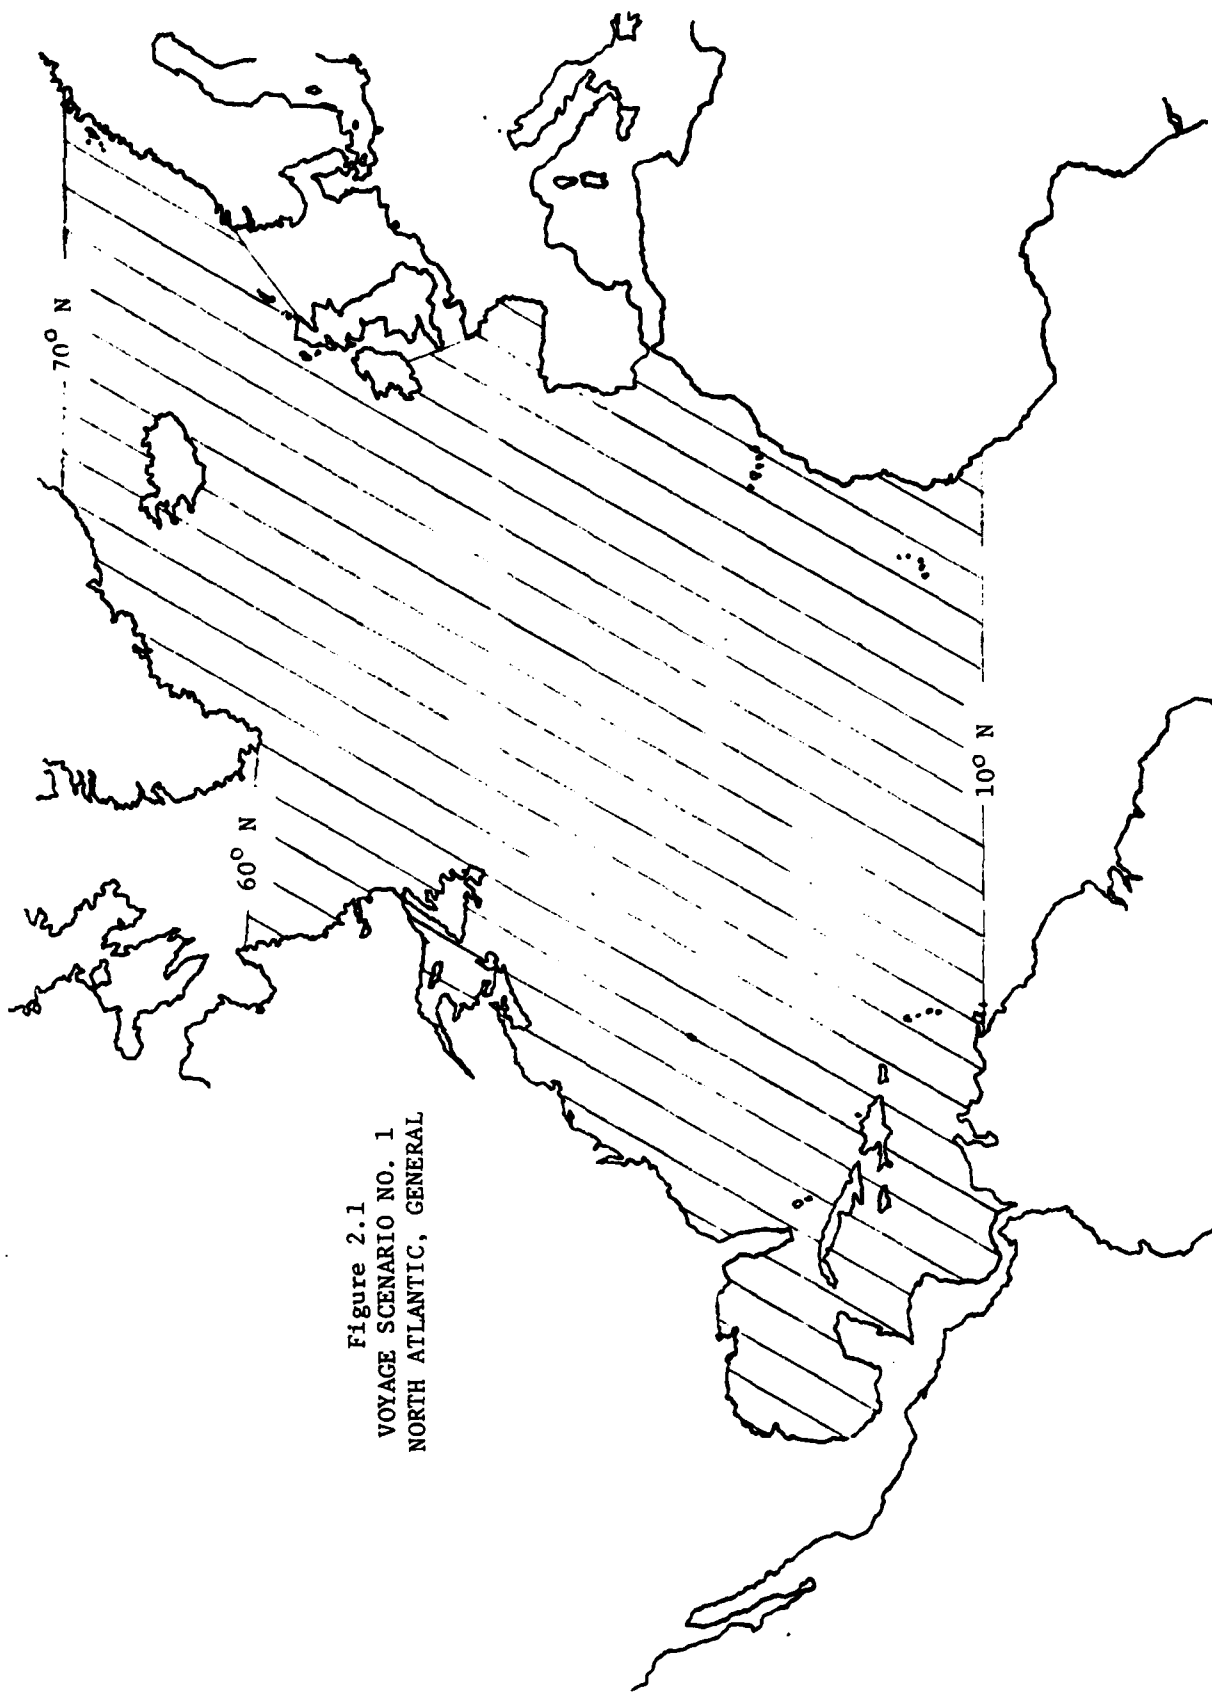 70° N
60° N
10° N
Figure 2.1
VOYAGE SCENARIO NO. 1
NORTH ATLANTIC, GENERAL